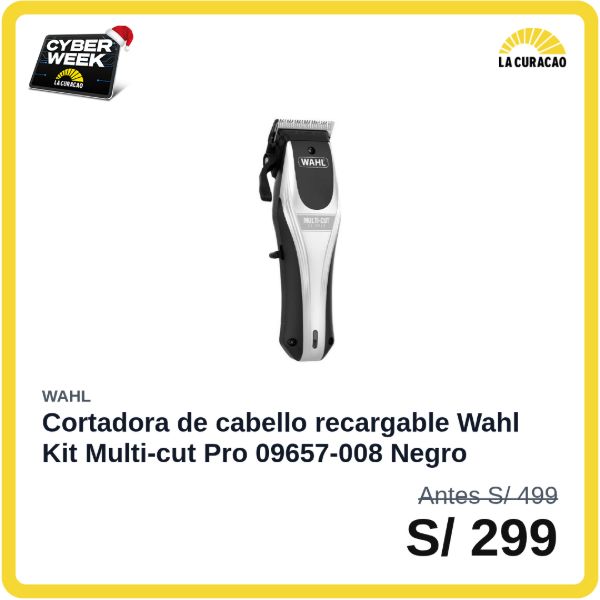 CYBER
WEEK
LA CURACAO
LA CURACAO
WAHL
MULTI-CUT
WAHL
Cortadora de cabello recargable Wahl
Kit Multi-cut Pro 09657-008 Negro
Antes S/ 499
S/ 299